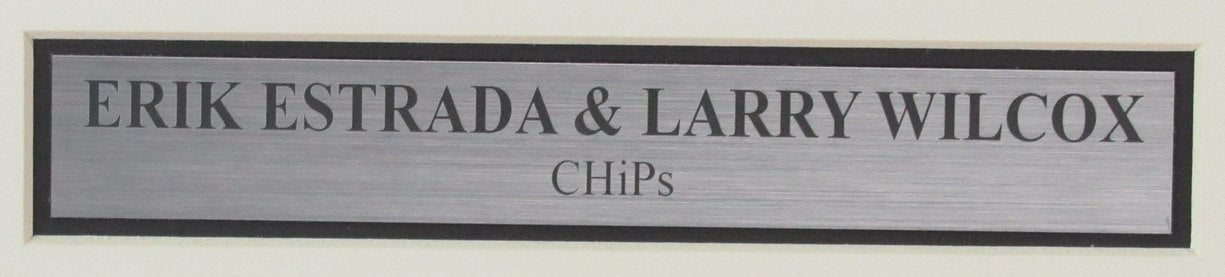 ERIK ESTRADA & LARRY WILCOX
CHiPs